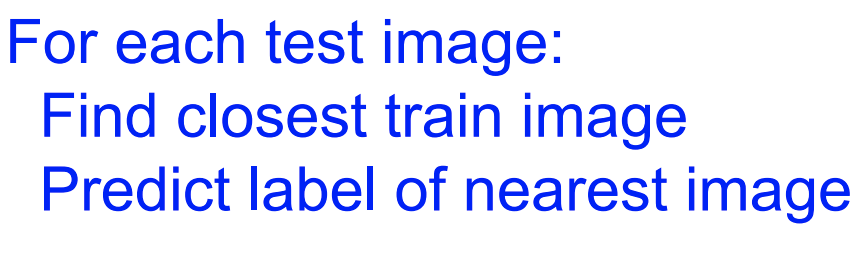 For each test image:
Find closest train image
Predict label of nearest image